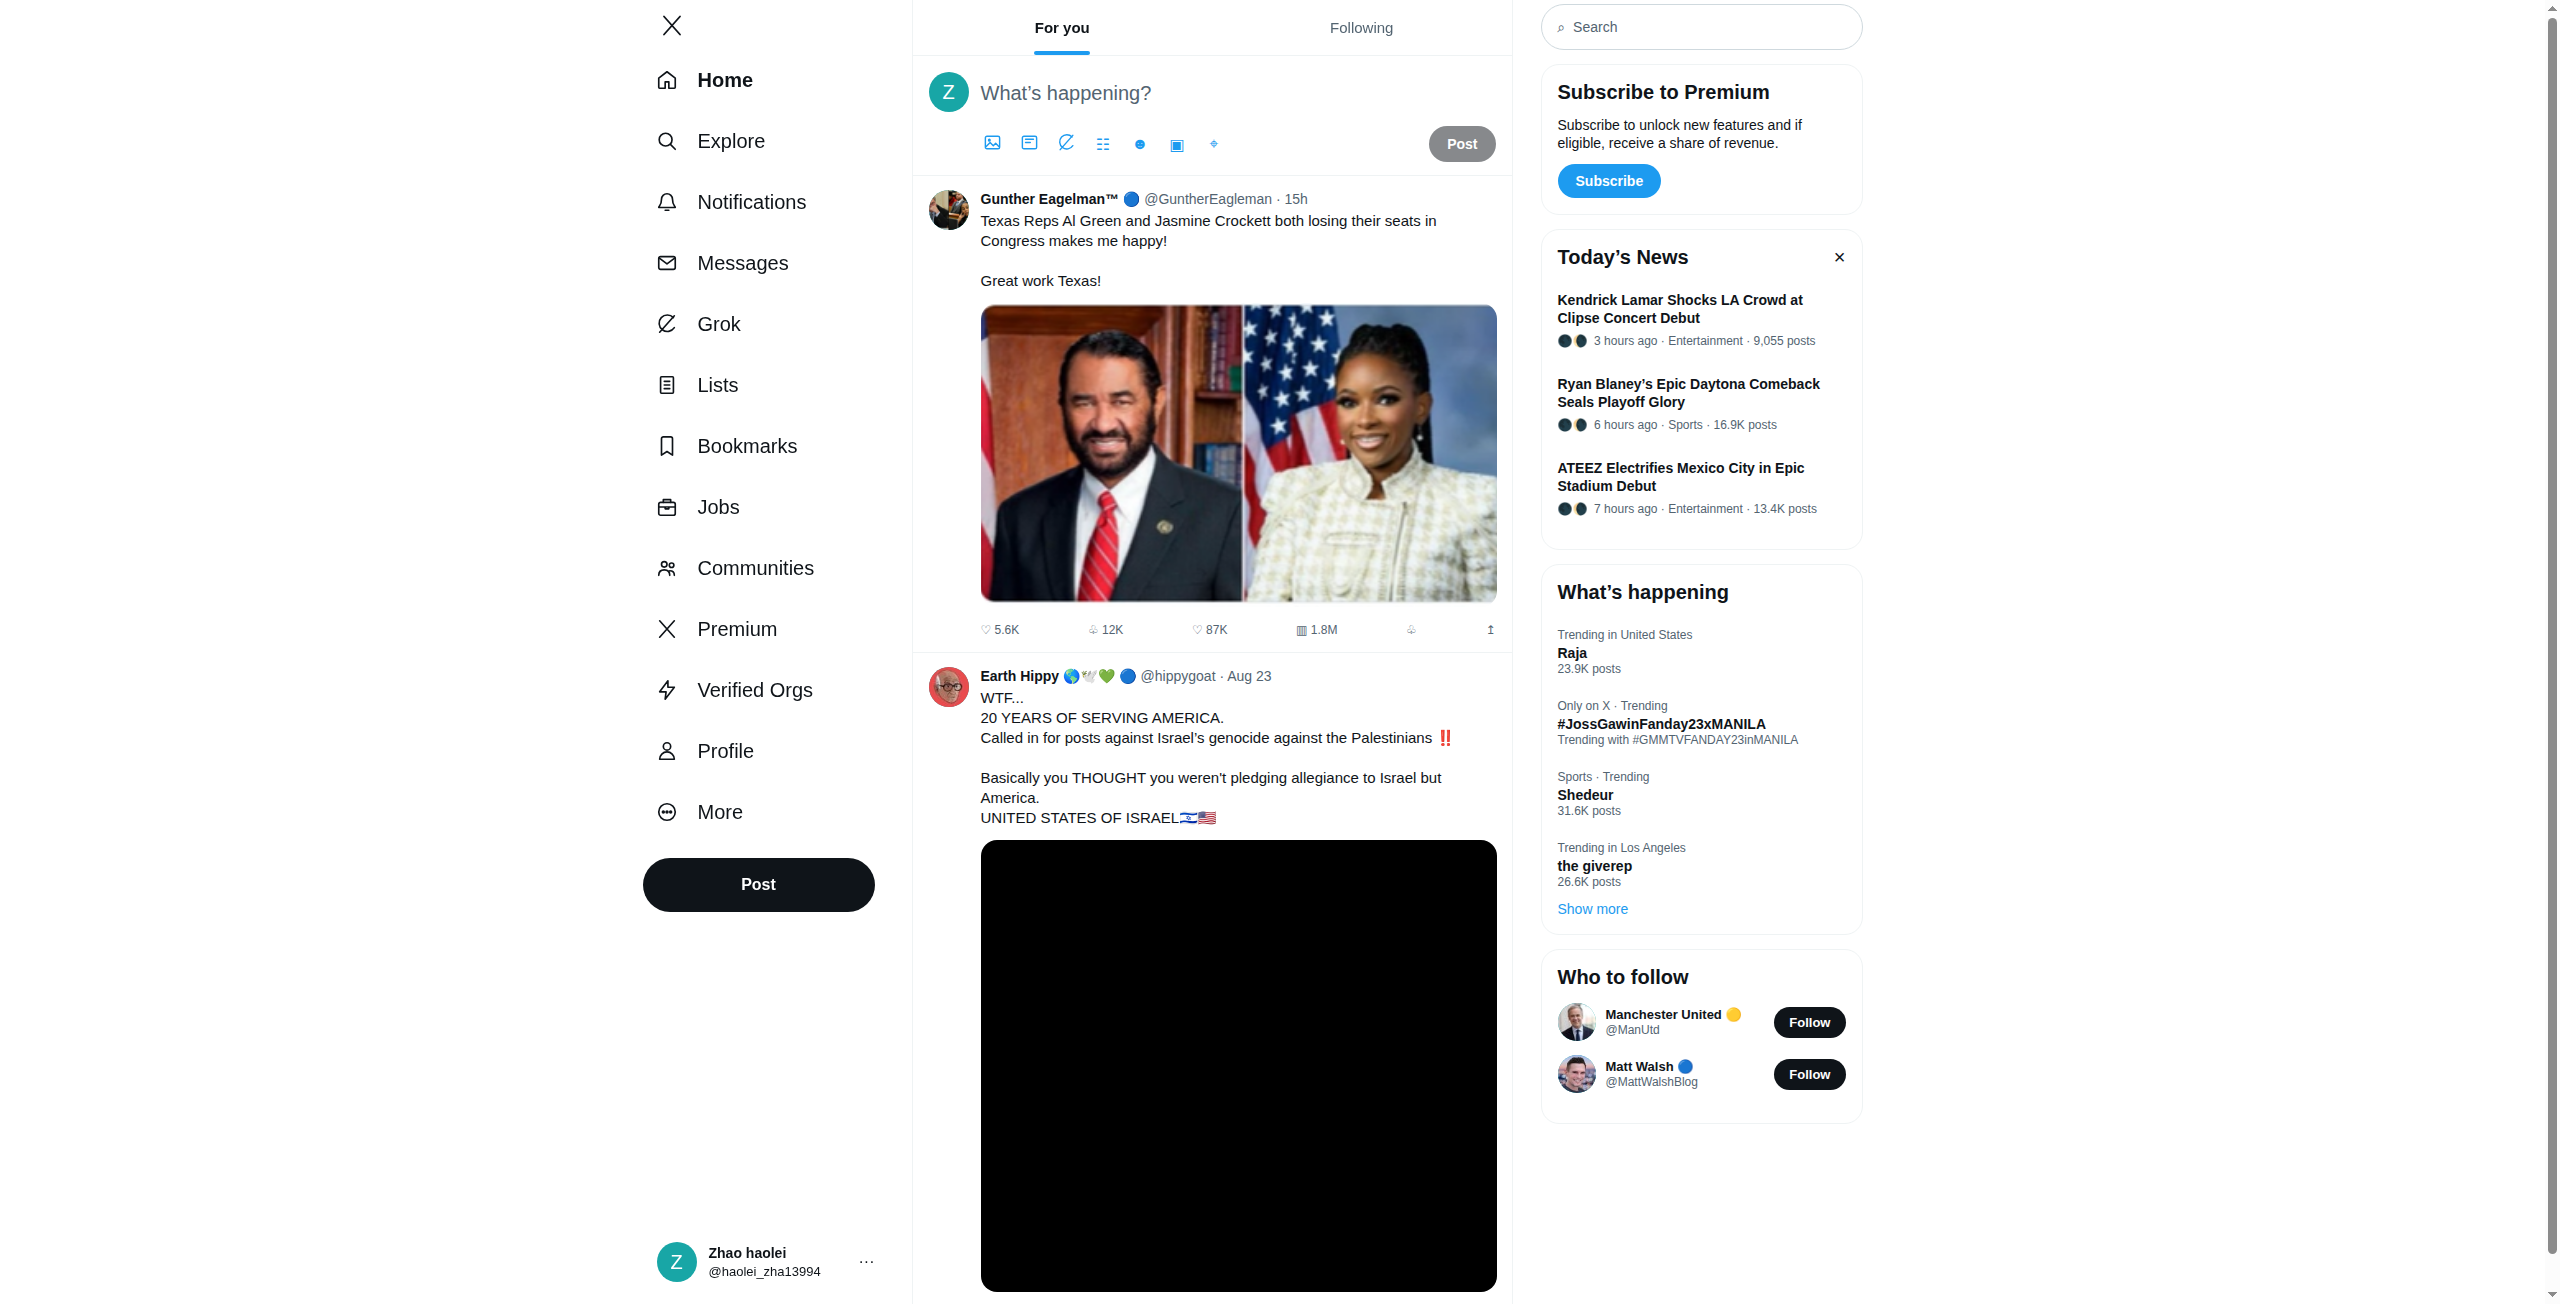 Home
Explore
Notifications
Messages
Grok
Lists
Bookmarks
Jobs
Communities
Premium
Verified Orgs
Profile
More
Post
Z
Zhao haolei
@haolei_zha13994
...
For you
Following
Z
What’s happening?
Post
Gunther Eagelman™ 🔵 @GuntherEagleman · 15h
Texas Reps Al Green and Jasmine Crockett both losing their seats in
Congress makes me happy!
Great work Texas!
♡ 5.6K
♧ 12K
♡ 87K
▥ 1.8M
♧
↥
Earth Hippy 🌎🕊️💚 🔵 @hippygoat · Aug 23
WTF...
20 YEARS OF SERVING AMERICA.
Called in for posts against Israel’s genocide against the Palestinians ‼️
Basically you THOUGHT you weren't pledging allegiance to Israel but
America.
UNITED STATES OF ISRAEL🇮🇱🇺🇸
Search
Subscribe to Premium
Subscribe to unlock new features and if
eligible, receive a share of revenue.
Subscribe
Today’s News
✕
Kendrick Lamar Shocks LA Crowd at
Clipse Concert Debut
🌑🌘 3 hours ago · Entertainment · 9,055 posts
Ryan Blaney’s Epic Daytona Comeback
Seals Playoff Glory
🌑🌘 6 hours ago · Sports · 16.9K posts
ATEEZ Electrifies Mexico City in Epic
Stadium Debut
🌑🌘 7 hours ago · Entertainment · 13.4K posts
What’s happening
Trending in United States
Raja
23.9K posts
Only on X · Trending
#JossGawinFanday23xMANILA
Trending with #GMMTVFANDAY23inMANILA
Sports · Trending
Shedeur
31.6K posts
Trending in Los Angeles
the giverep
26.6K posts
Show more
Who to follow
Manchester United 🟡
@ManUtd
Follow
Matt Walsh 🔵
@MattWalshBlog
Follow